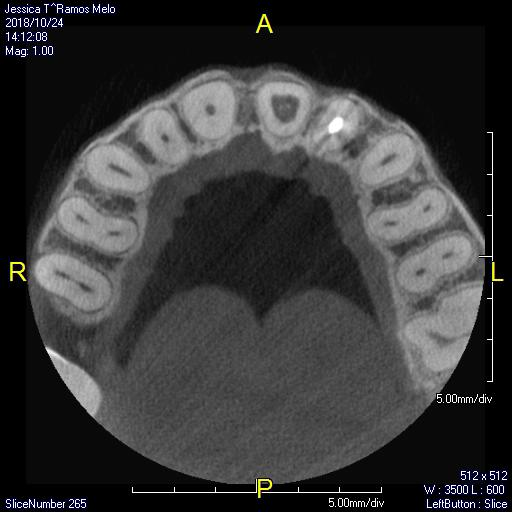 Jessica T^Ramos Melo
2018/10/24
14:12:08
Mag: 1.00
A
R
L
5.00mm/div
P
5.00mm/div
512 x 512
W : 3500 L : 600
SliceNumber 265
LUbottom : Slice